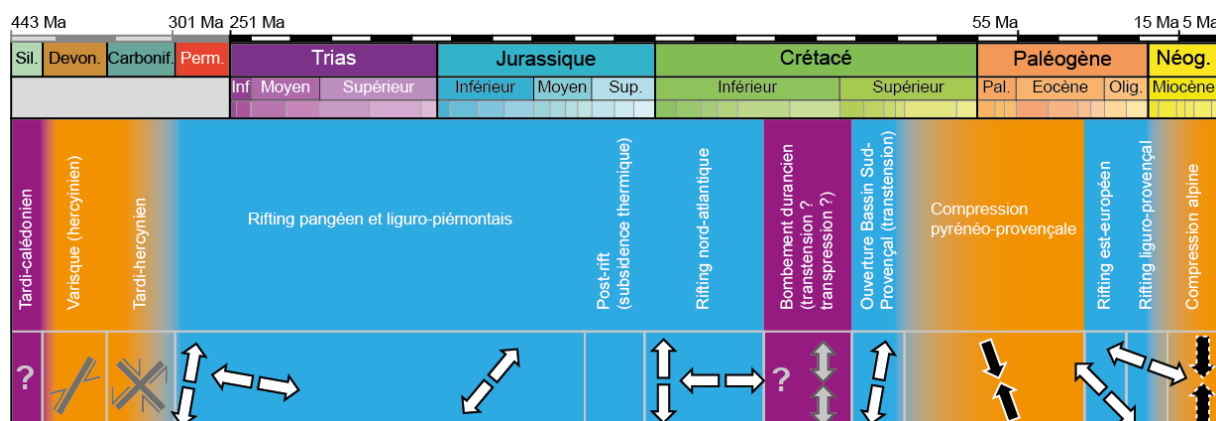 443 Ma 301 Ma 251 Ma 55 Ma 15 Ma 5 Ma
Sil. Devon. Carbonif. Perm. Trias Jurassique Crétacé Paléogène Néog.
Inf Moyen Supérieur Inférieur Moyen Sup. Inférieur Supérieur Pal. Eocène Olig. Miocène
Tardi-calédonien
Varisque (hercyinien)
Tardi-hercynien
Rifting pangéen et liguro-piémontais
Post-rift
(subsidence thermique)
Rifting nord-atlantique
Bombement durancien
(transtension ?
transpression ?)
Ouverture Bassin Sud-
Provençal (transtension)
Compression
pyrénéo-provençale
Rifting est-européen
Rifting liguro-provençal
Compression alpine
? ?